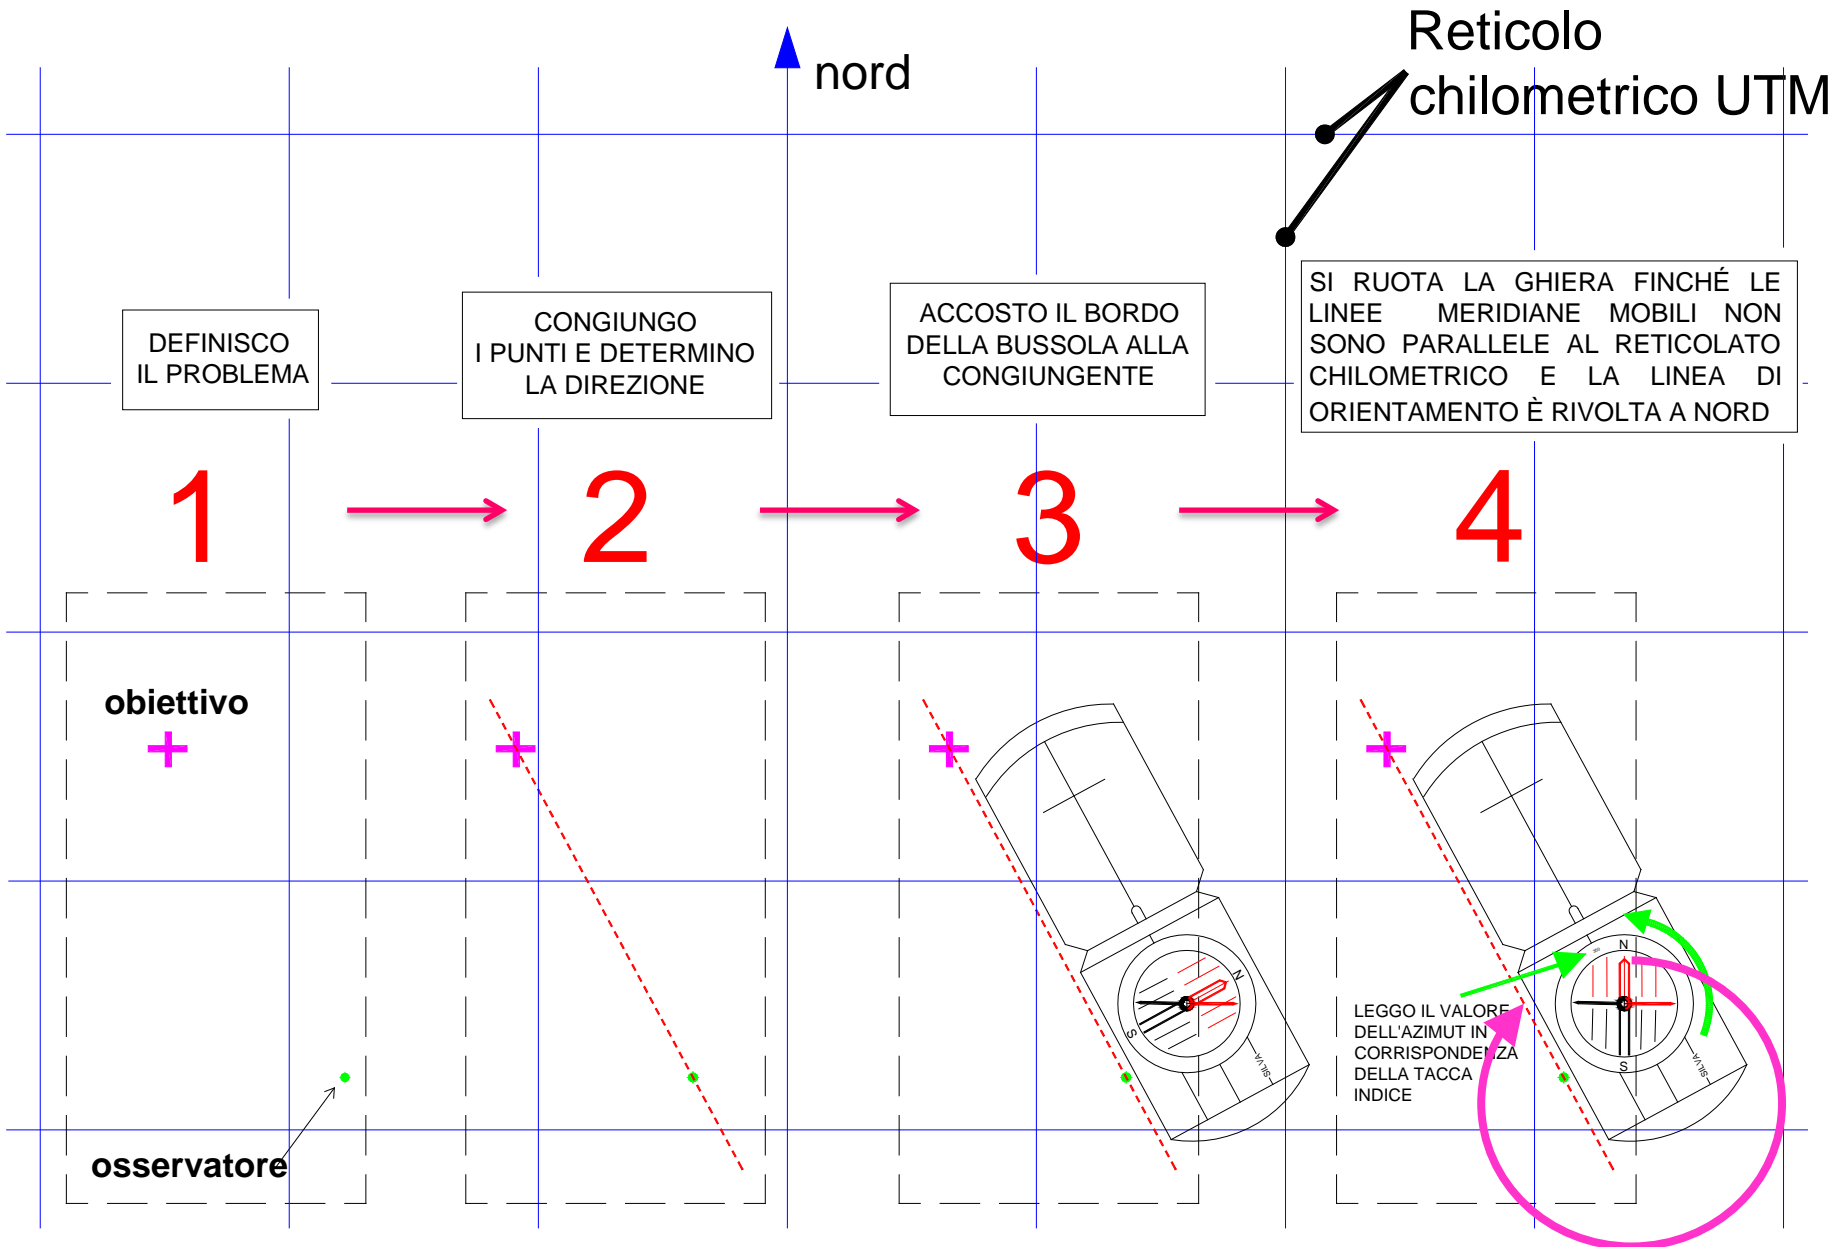 Reticolo
chilometrico UTM
nord
DEFINISCO
IL PROBLEMA
CONGIUNGO
I PUNTI E DETERMINO
LA DIREZIONE
ACCOSTO IL BORDO
DELLA BUSSOLA ALLA
CONGIUNGENTE
SI RUOTA LA GHIERA FINCHÉ LE
LINEE MERIDIANE MOBILI NON
SONO PARALLELE AL RETICOLATO
CHILOMETRICO E LA LINEA DI
ORIENTAMENTO È RIVOLTA A NORD
1
2
3
4
obiettivo
osservatore
N
S
SILVA
N
S
SILVA
LEGGO IL VALORE
DELL'AZIMUT IN
CORRISPONDENZA
DELLA TACCA
INDICE